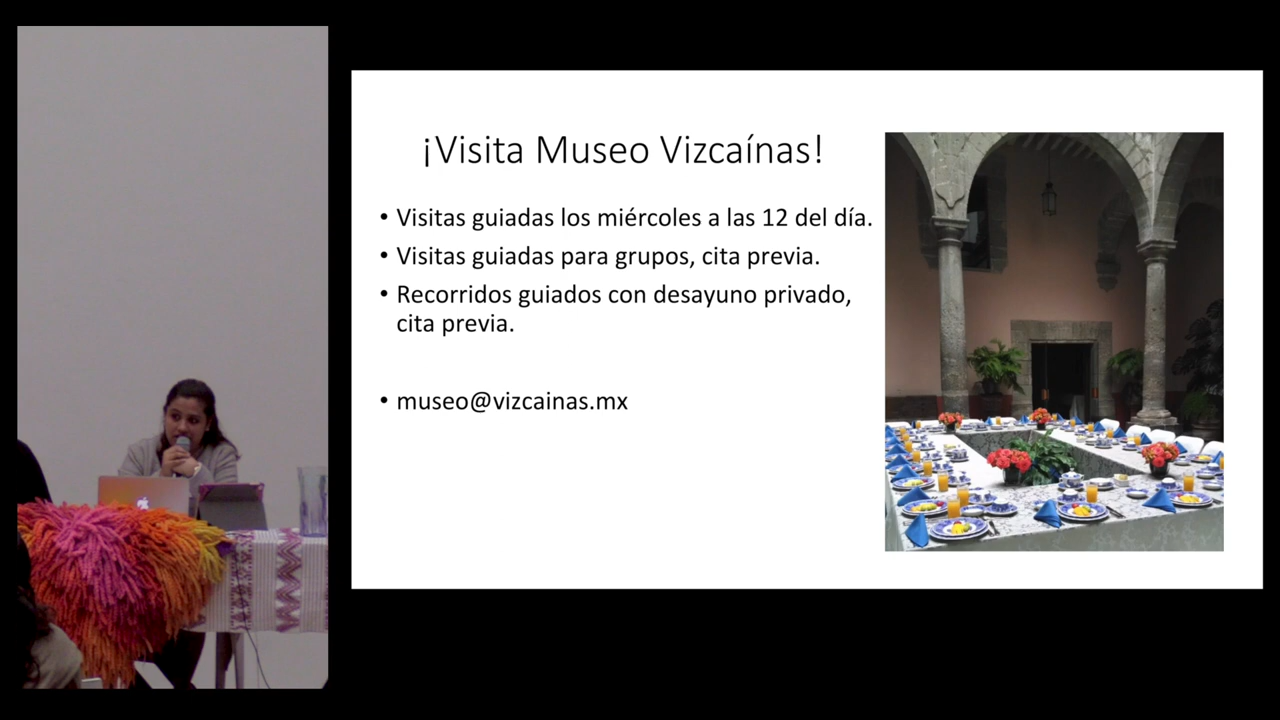 ¡Visita Museo Vizcaínas!
• Visitas guiadas los miércoles a las 12 del día.
• Visitas guiadas para grupos, cita previa.
• Recorridos guiados con desayuno privado,
cita previa.
• museo@vizcainas.mx